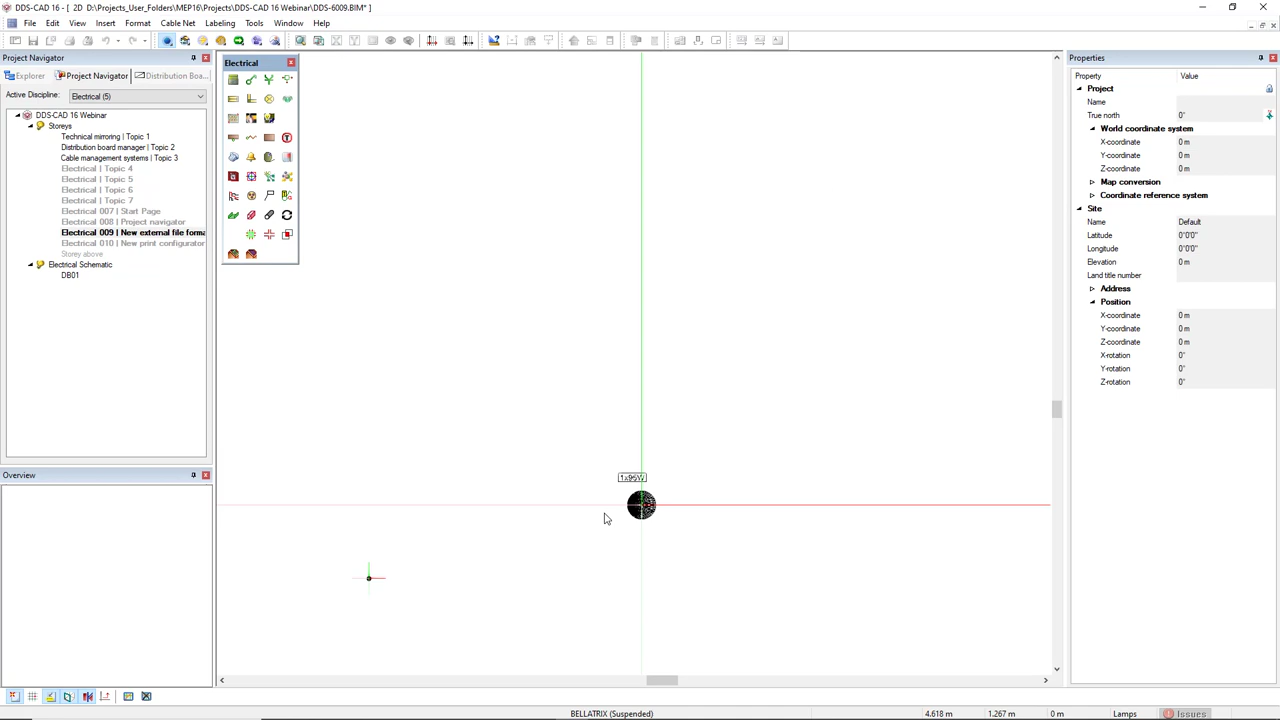 DDS-CAD 16 - [ 2D D:\Projects_User_Folders\MEP16\Projects\DDS-CAD 16 Webinar\DDS-6009.BIM* ]
File Edit View Insert Format Cable Net Labeling Tools Window Help
Project Navigator
Explorer Project Navigator Distribution Boa...
Active Discipline: Electrical (5)
DDS-CAD 16 Webinar
Storeys
Technical mirroring | Topic 1
Distribution board manager | Topic 2
Cable management systems | Topic 3
Electrical | Topic 4
Electrical | Topic 5
Electrical | Topic 6
Electrical | Topic 7
Electrical 007 | Start Page
Electrical 008 | Project navigator
Electrical 009 | New external file forma
Electrical 010 | New print configurator
Storey above
Electrical Schematic
DB01
Overview
Electrical
1x95W
Properties
Property Value
Project
Name
True north 0°
World coordinate system
X-coordinate 0 m
Y-coordinate 0 m
Z-coordinate 0 m
Map conversion
Coordinate reference system
Site
Name Default
Latitude 0°0'0"
Longitude 0°0'0"
Elevation 0 m
Land title number
Address
Position
X-coordinate 0 m
Y-coordinate 0 m
Z-coordinate 0 m
X-rotation 0°
Y-rotation 0°
Z-rotation 0°
BELLATRIX (Suspended) 4.618 m 1.267 m 0 m Lamps Issues